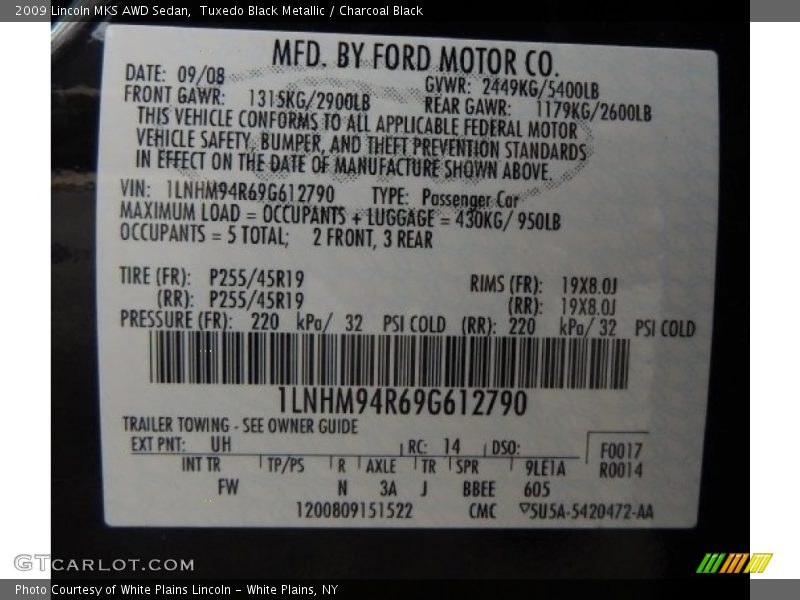 2009 Lincoln MKS AWD Sedan,  Tuxedo Black Metallic / Charcoal Black
MFD. BY FORD MOTOR CO.
DATE: 09/08 GVWR: 2449KG/5400LB
FRONT GAWR: 1315KG/2900LB REAR GAWR: 1179KG/2600LB
THIS VEHICLE CONFORMS TO ALL APPLICABLE FEDERAL MOTOR
VEHICLE SAFETY, BUMPER, AND THEFT PREVENTION STANDARDS
IN EFFECT ON THE DATE OF MANUFACTURE SHOWN ABOVE.
VIN: 1LNHM94R69G612790 TYPE: Passenger Car
MAXIMUM LOAD = OCCUPANTS + LUGGAGE = 430KG/ 950LB
OCCUPANTS = 5 TOTAL; 2 FRONT, 3 REAR
TIRE (FR): P255/45R19 RIMS (FR): 19X8.0J
(RR): P255/45R19 (RR): 19X8.0J
PRESSURE (FR): 220 kPa/ 32 PSI COLD (RR): 220 kPa/ 32 PSI COLD
1LNHM94R69G612790
TRAILER TOWING - SEE OWNER GUIDE
EXT PNT: UH RC: 14 DSO: F0017
INT TR TP/PS R AXLE TR SPR 9LE1A R0014
FW N 3A J BBEE 605
1200809151522 CMC 5U5A-5420472-AA
GTCARLOT.COM
Photo Courtesy of White Plains Lincoln - White Plains, NY